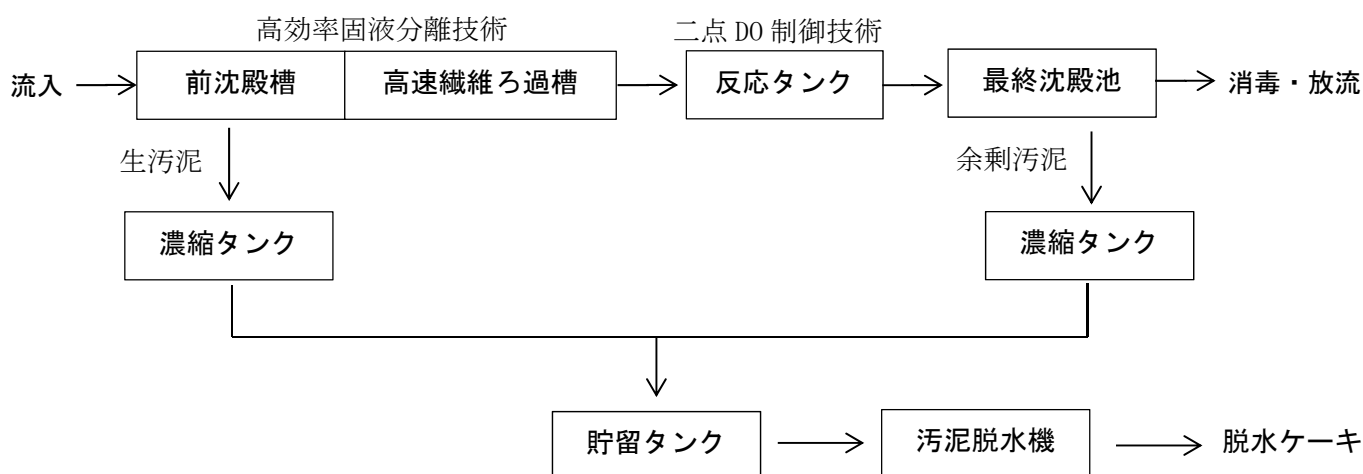 高効率固液分離技術
二点 DO 制御技術
流入
前沈殿槽
高速繊維ろ過槽
反応タンク
最終沈殿池
消毒・放流
生汚泥
余剰汚泥
濃縮タンク
濃縮タンク
貯留タンク
汚泥脱水機
脱水ケーキ